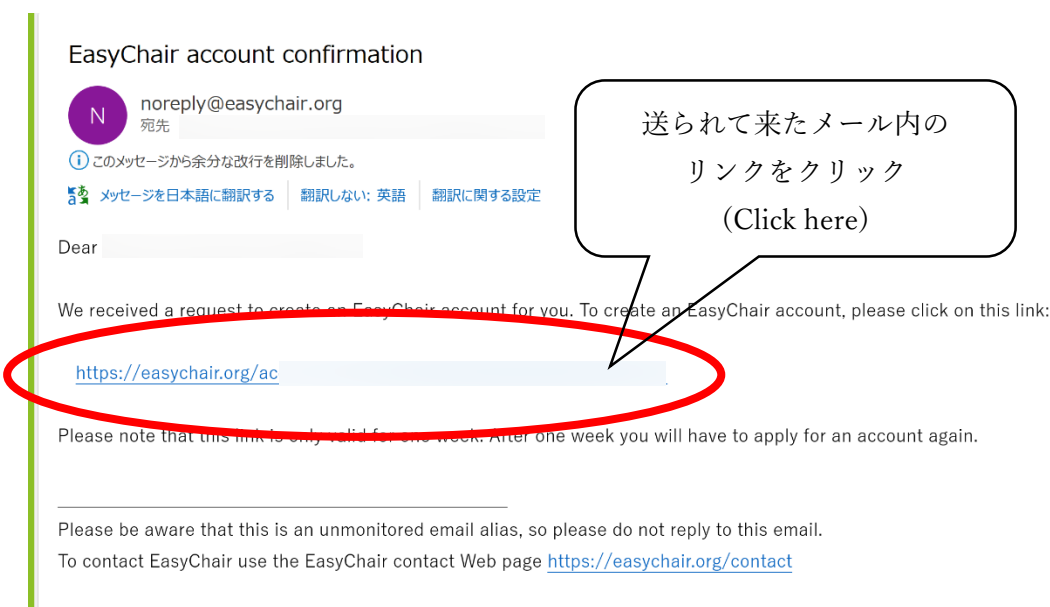 EasyChair account confirmation
N
noreply@easychair.org
宛先
このメッセージから余分な改行を削除しました。
メッセージを日本語に翻訳する 翻訳しない: 英語 翻訳に関する設定
送られて来たメール内の
リンクをクリック
(Click here)
Dear
We received a request to create an EasyChair account for you. To create an EasyChair account, please click on this link:
https://easychair.org/ac
Please note that this link is only valid for one week. After one week you will have to apply for an account again.
Please be aware that this is an unmonitored email alias, so please do not reply to this email.
To contact EasyChair use the EasyChair contact Web page https://easychair.org/contact